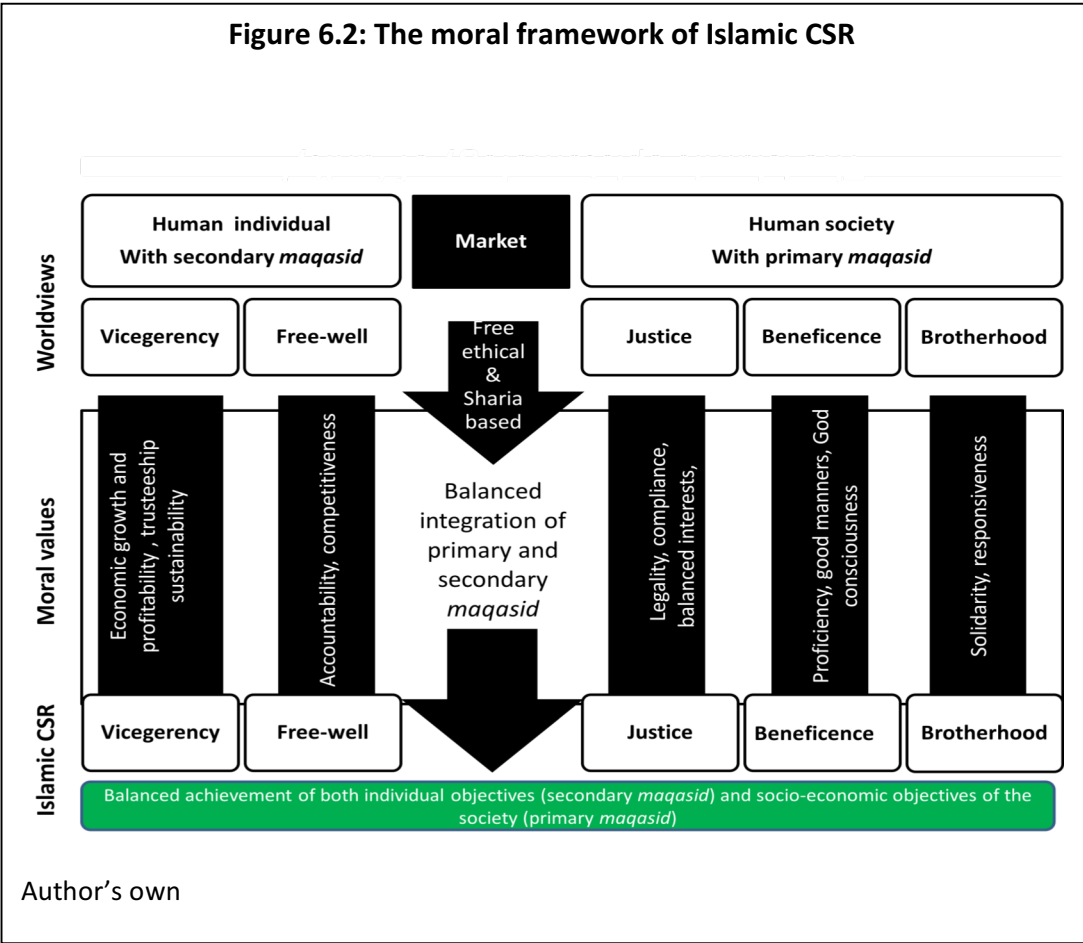 Figure 6.2: The moral framework of Islamic CSR
Worldviews
Human individual
With secondary maqasid
Market
Human society
With primary maqasid
Vicegerency
Free-well
Free
ethical
&
Sharia
based
Justice
Beneficence
Brotherhood
Moral values
Economic growth and
profitability , trusteeship
sustainability
Accountability, competitiveness
Balanced
integration of
primary and
secondary
maqasid
Legality, compliance,
balanced interests,
Proficiency, good manners, God
consciousness
Solidarity, responsiveness
Islamic CSR
Vicegerency
Free-well
Justice
Beneficence
Brotherhood
Balanced achievement of both individual objectives (secondary maqasid) and socio-economic objectives of the
society (primary maqasid)
Author's own